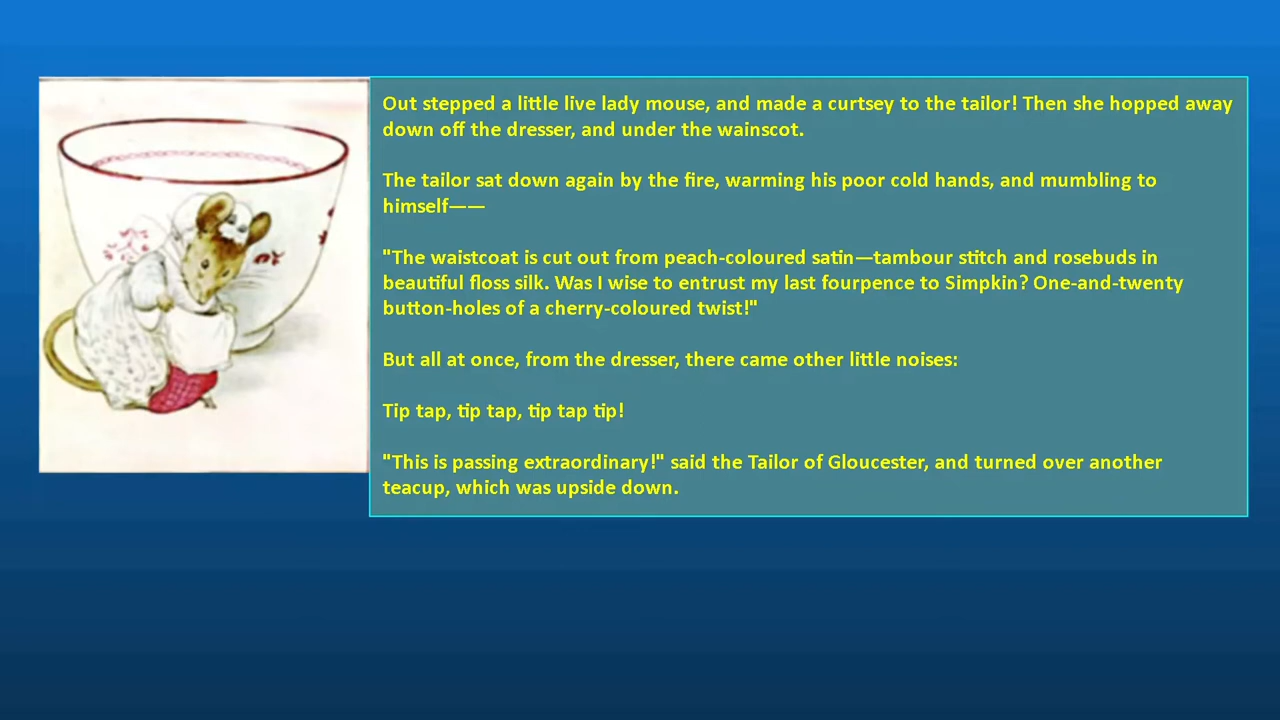 Out stepped a little live lady mouse, and made a curtsey to the tailor! Then she hopped away
down off the dresser, and under the wainscot.
The tailor sat down again by the fire, warming his poor cold hands, and mumbling to
himself——
"The waistcoat is cut out from peach-coloured satin—tambour stitch and rosebuds in
beautiful floss silk. Was I wise to entrust my last fourpence to Simpkin? One-and-twenty
button-holes of a cherry-coloured twist!"
But all at once, from the dresser, there came other little noises:
Tip tap, tip tap, tip tap tip!
"This is passing extraordinary!" said the Tailor of Gloucester, and turned over another
teacup, which was upside down.